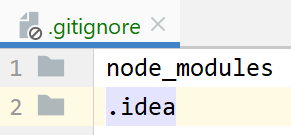 .gitignore
1 node_modules
2 .idea